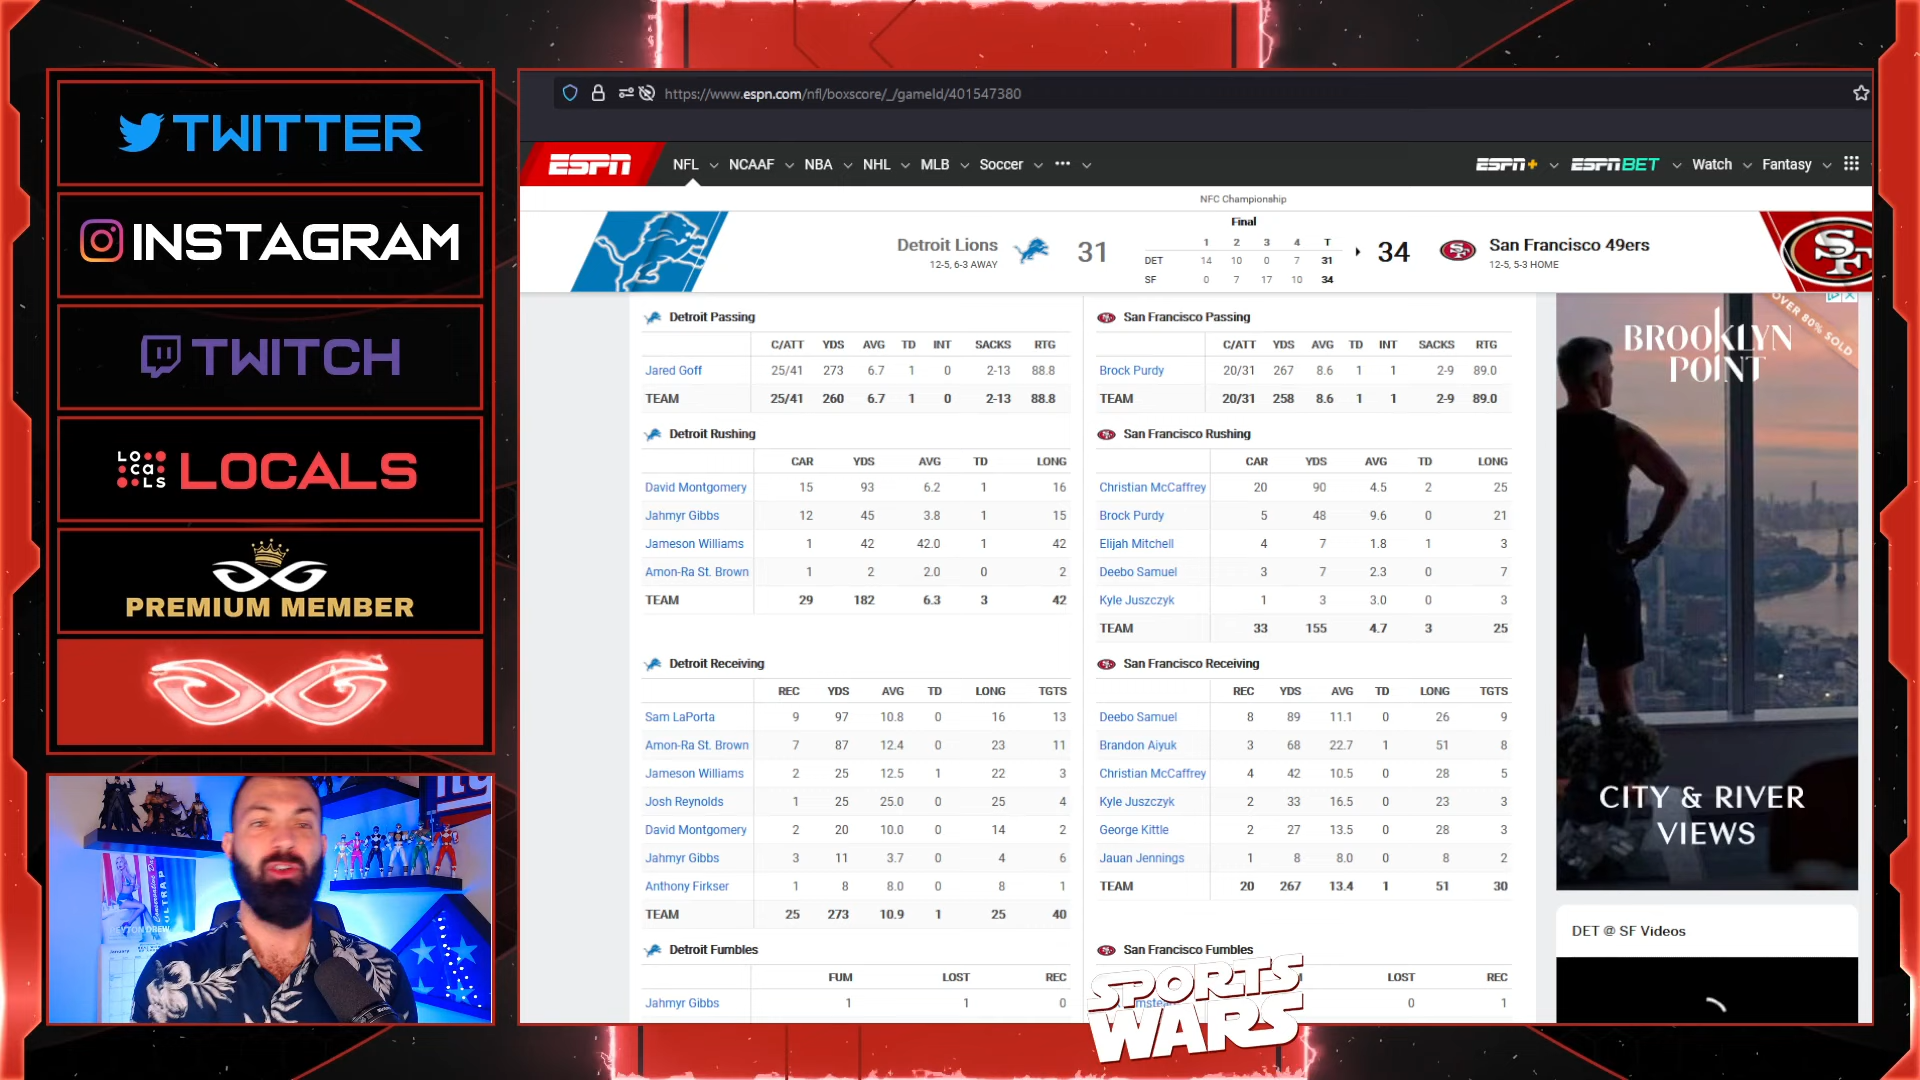 TWITTER
INSTAGRAM
TWITCH
LOCALS
LOCALS
PREMIUM MEMBER
https://www.espn.com/nfl/boxscore/_/gameId/401547380
ESPN
NFL NCAAF NBA NHL MLB Soccer •••
ESPN+ ESPN BET Watch Fantasy
NFC Championship
Final
Detroit Lions 31
12-5, 6-3 AWAY
1 2 3 4 T
DET 14 10 0 7 31
SF 0 7 17 10 34
34 San Francisco 49ers
12-5, 5-3 HOME
SF
Detroit Passing
C/ATT YDS AVG TD INT SACKS RTG
Jared Goff 25/41 273 6.7 1 0 2-13 88.8
TEAM 25/41 260 6.7 1 0 2-13 88.8
San Francisco Passing
C/ATT YDS AVG TD INT SACKS RTG
Brock Purdy 20/31 267 8.6 1 1 2-9 89.0
TEAM 20/31 258 8.6 1 1 2-9 89.0
Detroit Rushing
CAR YDS AVG TD LONG
David Montgomery 15 93 6.2 1 16
Jahmyr Gibbs 12 45 3.8 1 15
Jameson Williams 1 42 42.0 1 42
Amon-Ra St. Brown 1 2 2.0 0 2
TEAM 29 182 6.3 3 42
San Francisco Rushing
CAR YDS AVG TD LONG
Christian McCaffrey 20 90 4.5 2 25
Brock Purdy 5 48 9.6 0 21
Elijah Mitchell 4 7 1.8 1 3
Deebo Samuel 3 7 2.3 0 7
Kyle Juszczyk 1 3 3.0 0 3
TEAM 33 155 4.7 3 25
Detroit Receiving
REC YDS AVG TD LONG TGTS
Sam LaPorta 9 97 10.8 0 16 13
Amon-Ra St. Brown 7 87 12.4 0 23 11
Jameson Williams 2 25 12.5 1 22 3
Josh Reynolds 1 25 25.0 0 25 4
David Montgomery 2 20 10.0 0 14 2
Jahmyr Gibbs 3 11 3.7 0 4 6
Anthony Firkser 1 8 8.0 0 8 1
TEAM 25 273 10.9 1 25 40
San Francisco Receiving
REC YDS AVG TD LONG TGTS
Deebo Samuel 8 89 11.1 0 26 9
Brandon Aiyuk 3 68 22.7 1 51 8
Christian McCaffrey 4 42 10.5 0 28 5
Kyle Juszczyk 2 33 16.5 0 23 3
George Kittle 2 27 13.5 0 28 3
Jauan Jennings 1 8 8.0 0 8 2
TEAM 20 267 13.4 1 51 30
Detroit Fumbles
FUM LOST REC
Jahmyr Gibbs 1 1 0
San Francisco Fumbles
LOST REC
0 1
SPORTS
WARS
OVER 80% SOLD
BROOKLYN
POINT
CITY & RIVER
VIEWS
DET @ SF Videos